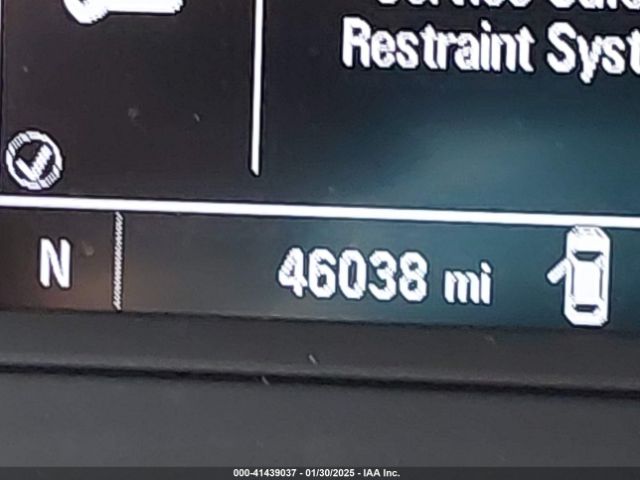 Restraint Syst
N
46038 mi
000-41439037 - 01/30/2025 - IAA Inc.